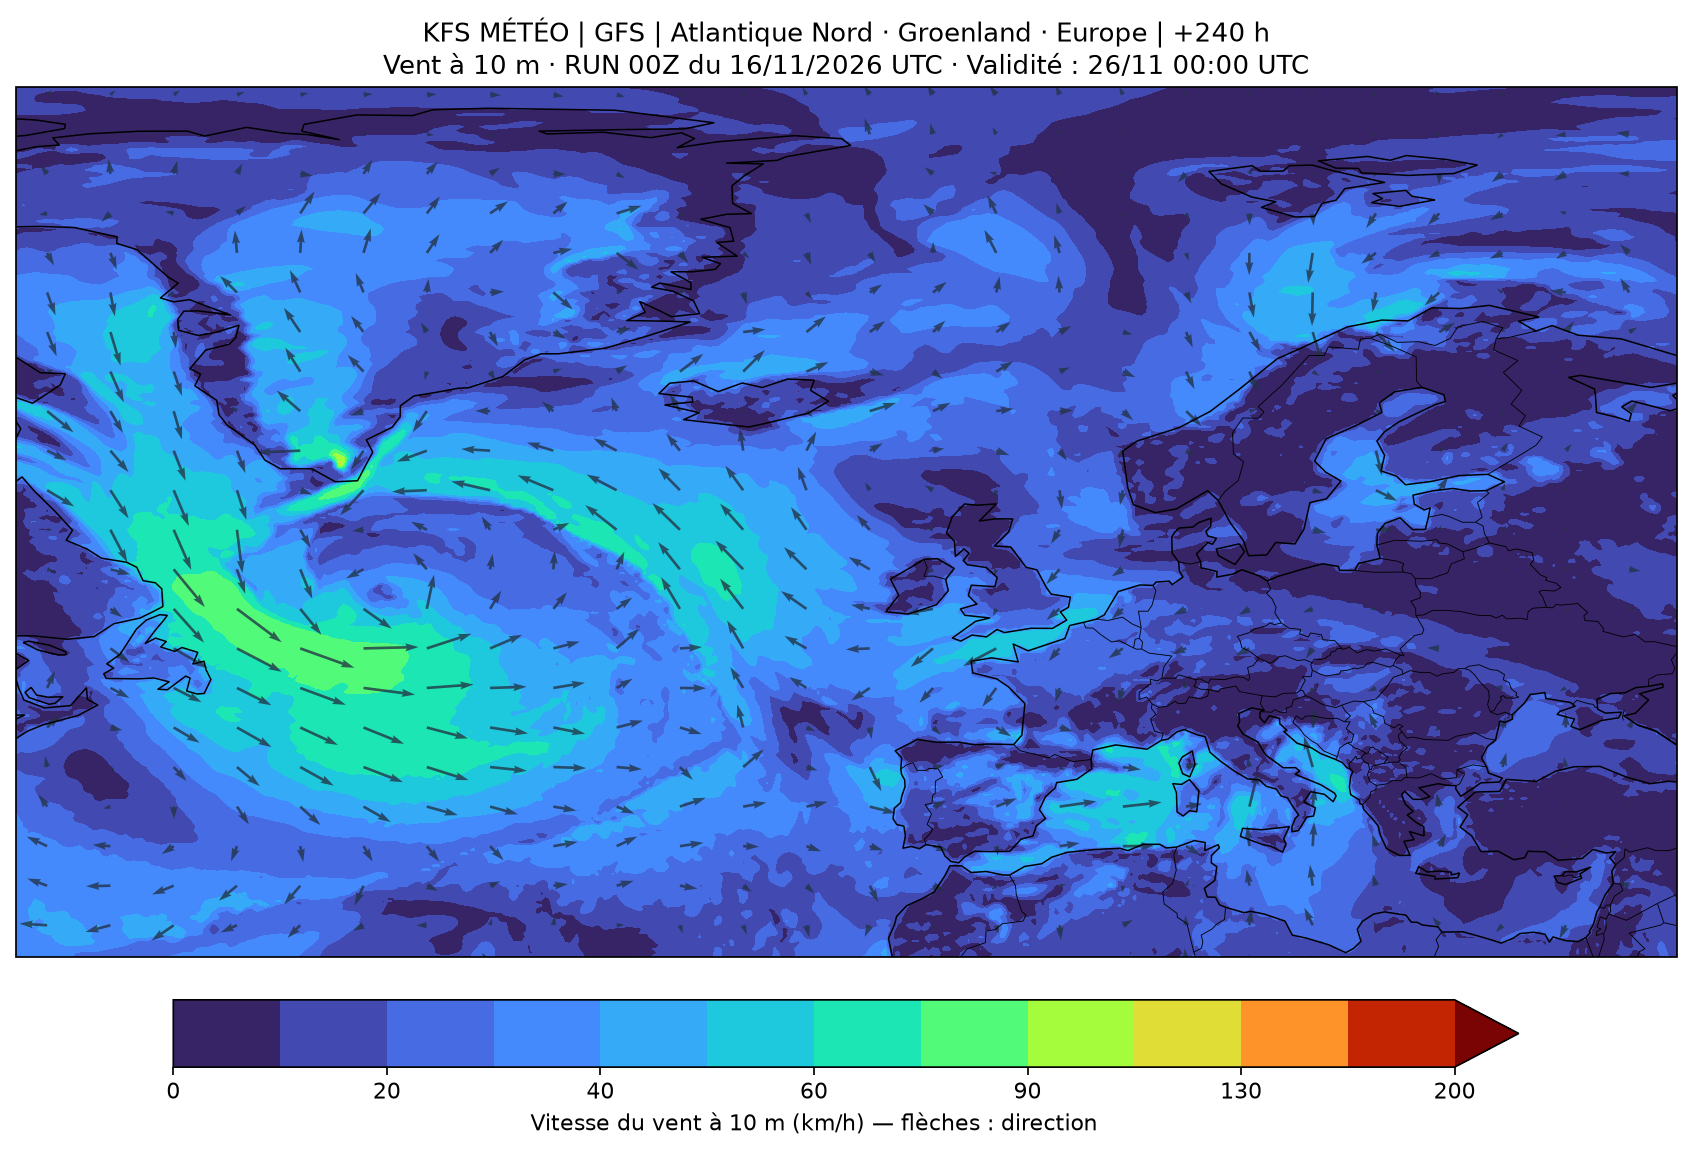 KFS MÉTÉO | GFS | Atlantique Nord · Groenland · Europe | +240 h
Vent à 10 m · RUN 00Z du 16/11/2026 UTC · Validité : 26/11 00:00 UTC
0 20 40 60 90 130 200
Vitesse du vent à 10 m (km/h) — flèches : direction